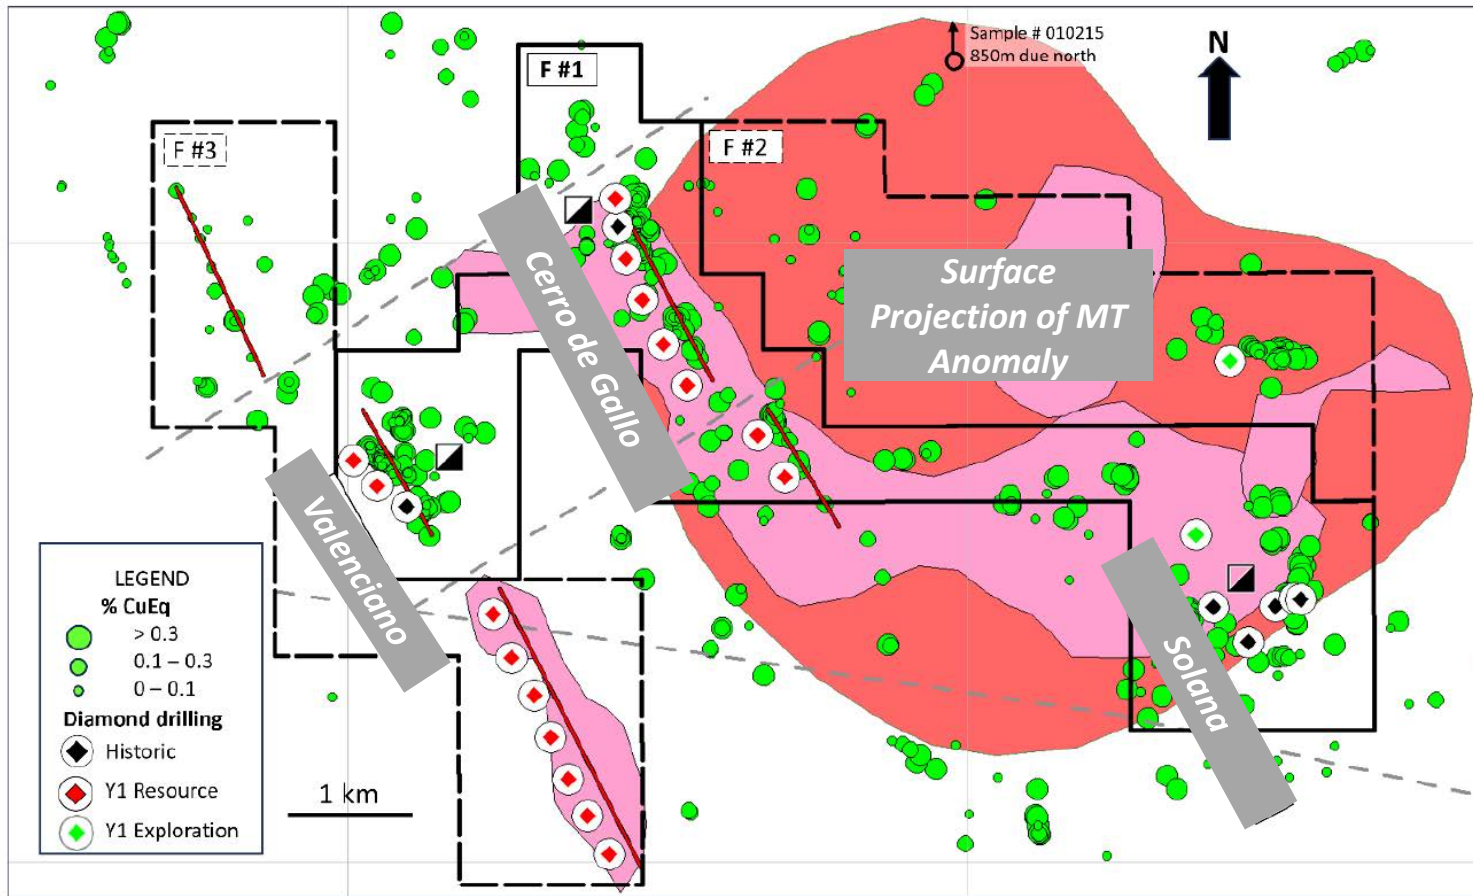 Sample # 010215
850m due north
N
F #1
F #2
F #3
Cerro de Gallo
Surface
Projection of MT
Anomaly
Valenciano
Solana
LEGEND
% CuEq
> 0.3
0.1 – 0.3
0 – 0.1
Diamond drilling
Historic
Y1 Resource
Y1 Exploration
1 km